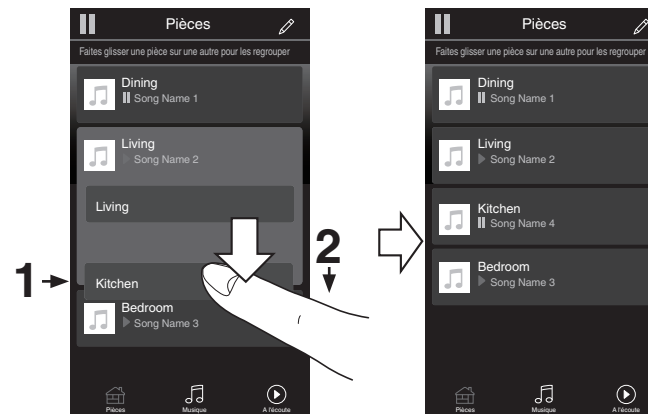 Pièces
Faites glisser une pièce sur une autre pour les regrouper
Dining
Song Name 1
Living
Song Name 2
Living
Kitchen
Bedroom
Song Name 3
Pièces
Musique
A l'écoute
1
2
Pièces
Faites glisser une pièce sur une autre pour les regrouper
Dining
Song Name 1
Living
Song Name 2
Kitchen
Song Name 4
Bedroom
Song Name 3
Pièces
Musique
A l'écoute